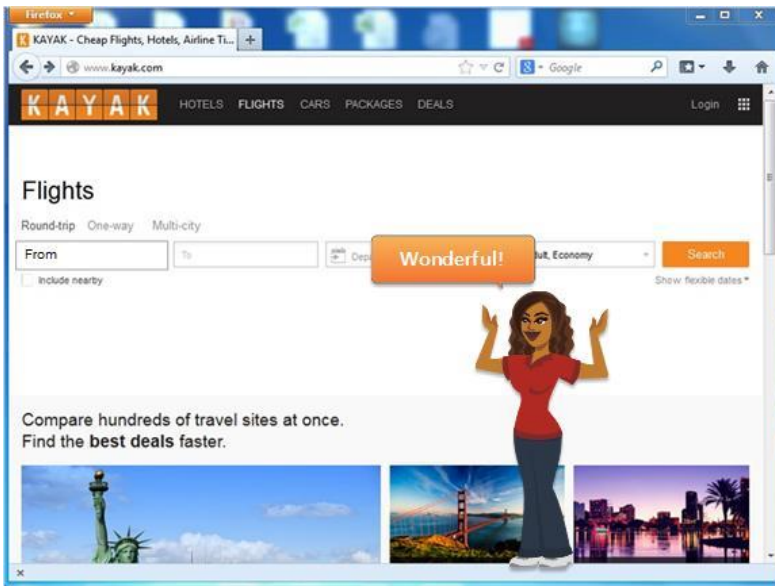 Firefox
KAYAK - Cheap Flights, Hotels, Airline Ti...
www.kayak.com
Google
KAYAK HOTELS FLIGHTS CARS PACKAGES DEALS Login
Flights
Round-trip One-way Multi-city
From To Depa Wonderful! dult, Economy Search
Include nearby Show flexible dates
Compare hundreds of travel sites at once.
Find the best deals faster.